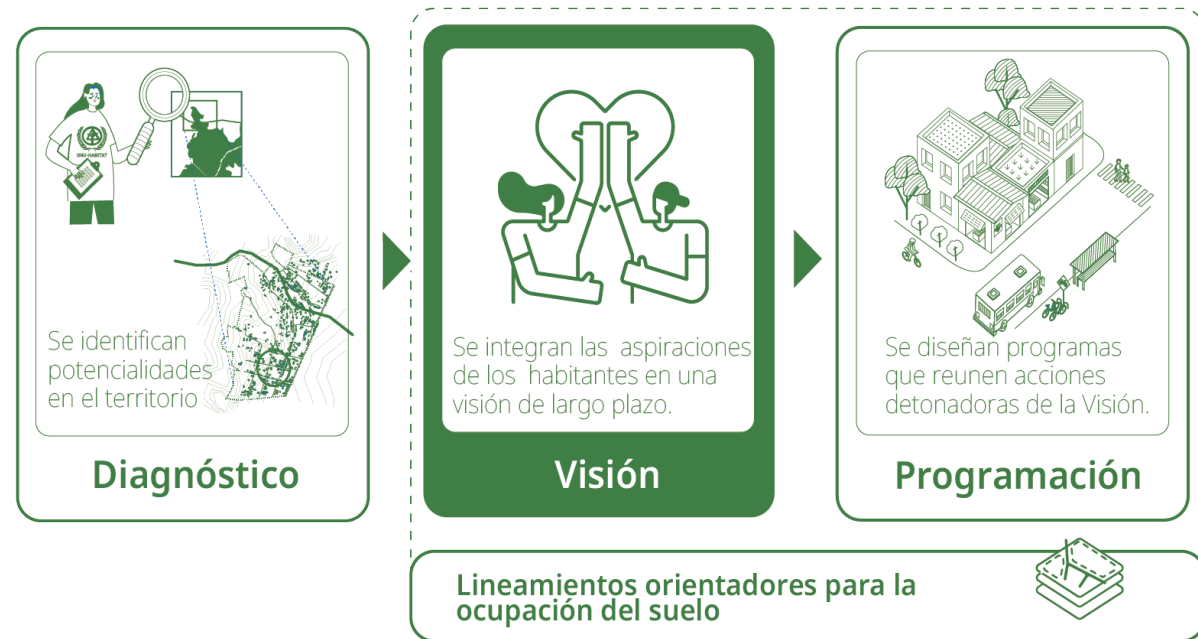 ONU-HABITAT
Se identifican
potencialidades
en el territorio
Diagnóstico
Se integran las aspiraciones
de los habitantes en una
visión de largo plazo.
Visión
Se diseñan programas
que reunen acciones
detonadoras de la Visión.
Programación
Lineamientos orientadores para la
ocupación del suelo